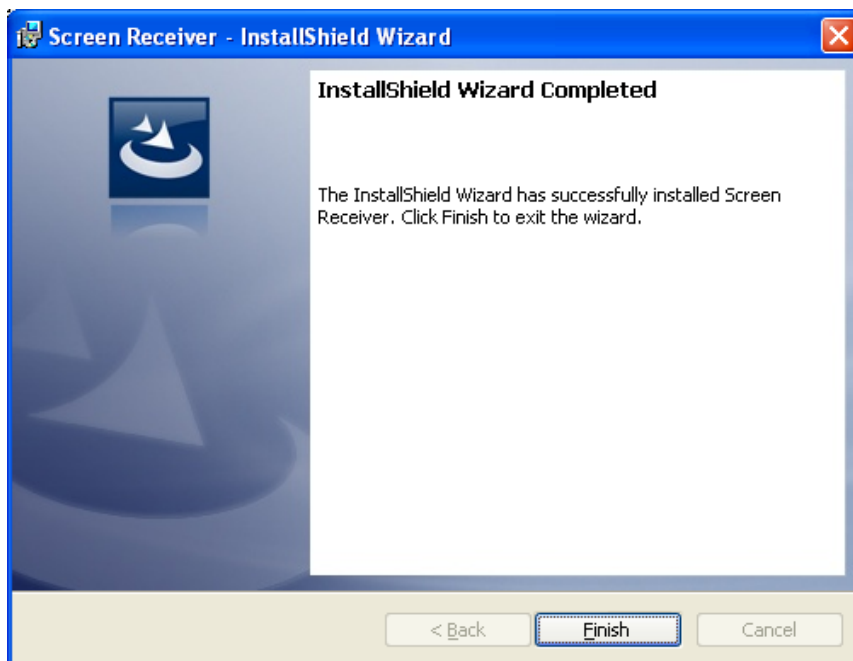 Screen Receiver - InstallShield Wizard
InstallShield Wizard Completed
The InstallShield Wizard has successfully installed Screen
Receiver. Click Finish to exit the wizard.
< Back
Finish
Cancel